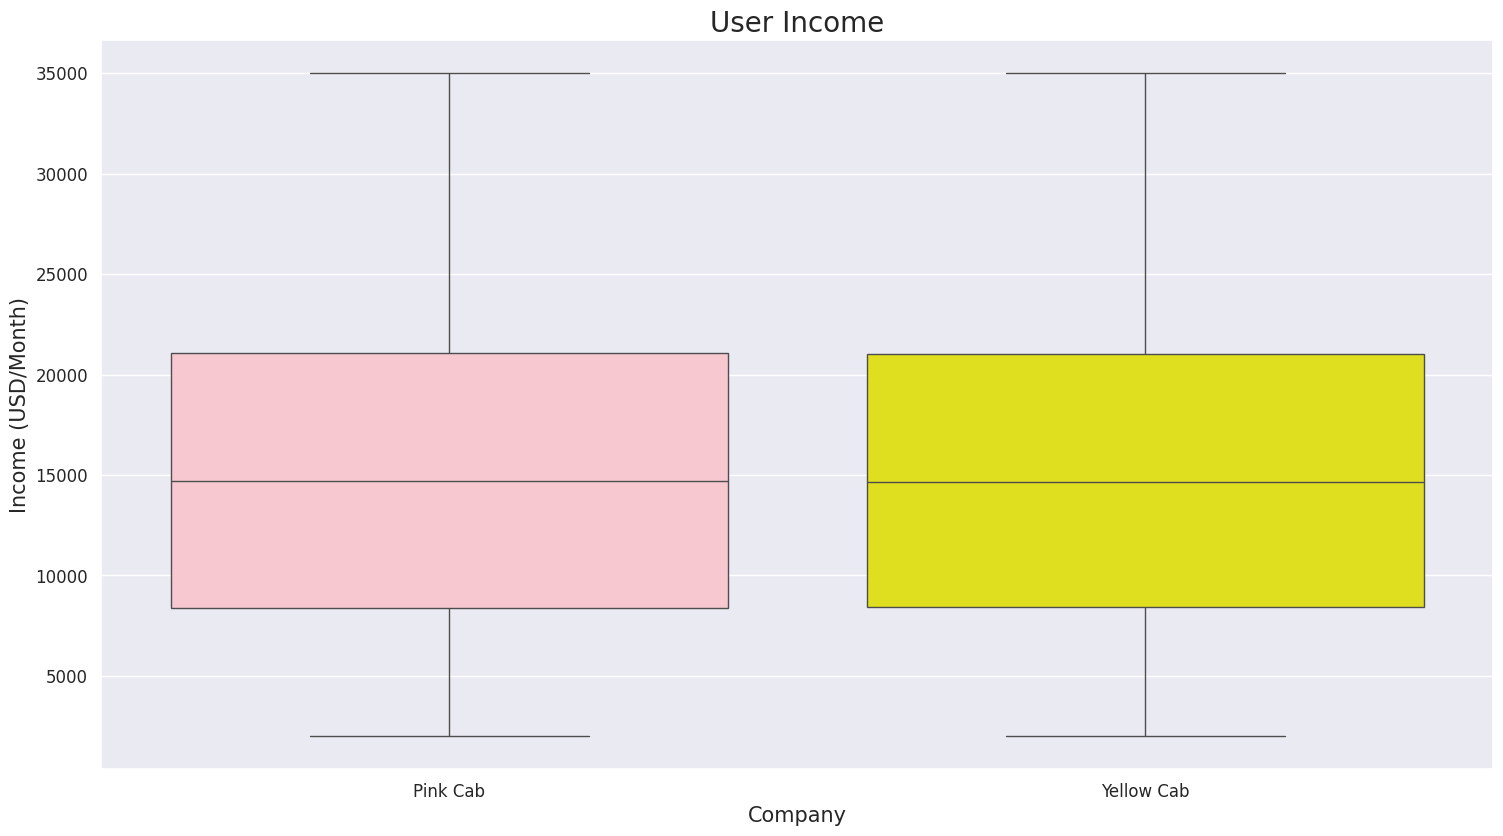 User Income
Income (USD/Month)
35000
30000
25000
20000
15000
10000
5000
Pink Cab
Yellow Cab
Company